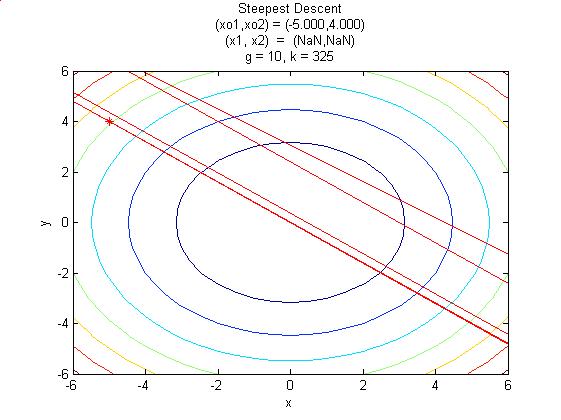 Steepest Descent
(xo1,xo2) = (-5.000,4.000)
(x1, x2) = (NaN,NaN)
g = 10, k = 325
6
4
2
0
-2
-4
-6
y
-6 -4 -2 0 2 4 6
x